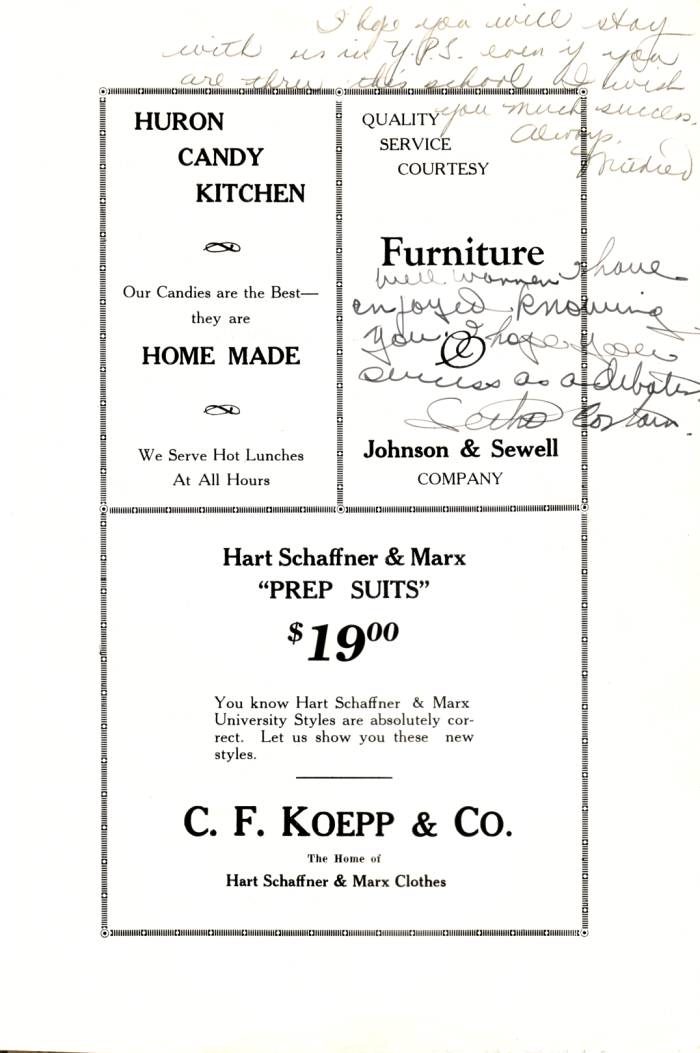 I hope you will stay
with us in Y.P.S. even if you
are thru this school I wish
you much success.
Always,
Mildred
HURON
CANDY
KITCHEN
Our Candies are the Best—
they are
HOME MADE
We Serve Hot Lunches
At All Hours
QUALITY
SERVICE
COURTESY
Furniture
Well Warren I have
enjoyed knowing
you. I hope you
success as a debater
Johnson & Sewell
COMPANY
Hart Schaffner & Marx
“PREP SUITS”
$1900
You know Hart Schaffner & Marx
University Styles are absolutely cor-
rect. Let us show you these new
styles.
C. F. KOEPP & CO.
The Home of
Hart Schaffner & Marx Clothes